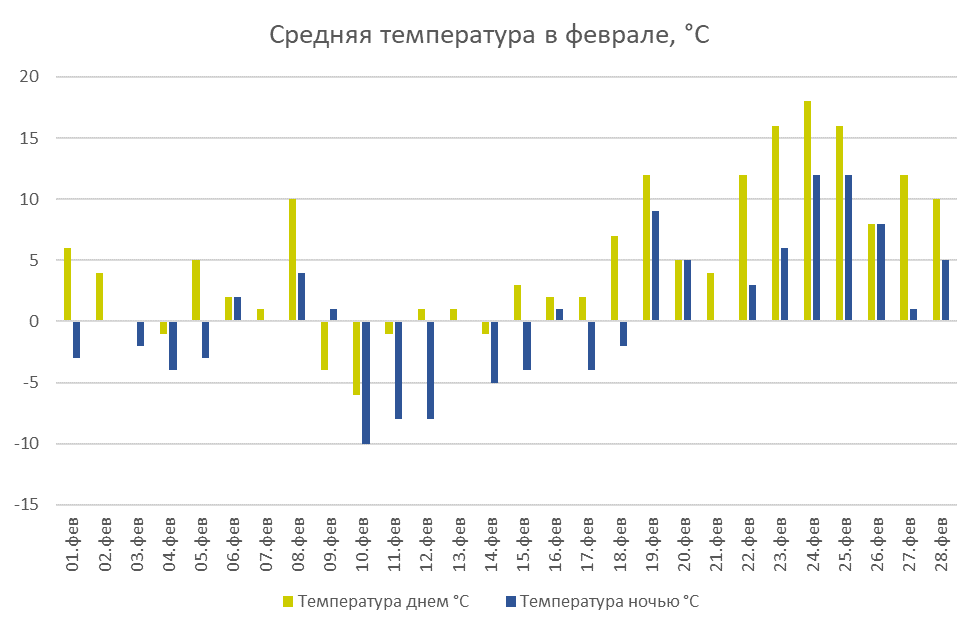 Средняя температура в феврале, °C
20
15
10
5
0
-5
-10
-15
01.фев
02.фев
03.фев
04.фев
05.фев
06.фев
07.фев
08.фев
09.фев
10.фев
11.фев
12.фев
13.фев
14.фев
15.фев
16.фев
17.фев
18.фев
19.фев
20.фев
21.фев
22.фев
23.фев
24.фев
25.фев
26.фев
27.фев
28.фев
Температура днем °C
Температура ночью °C